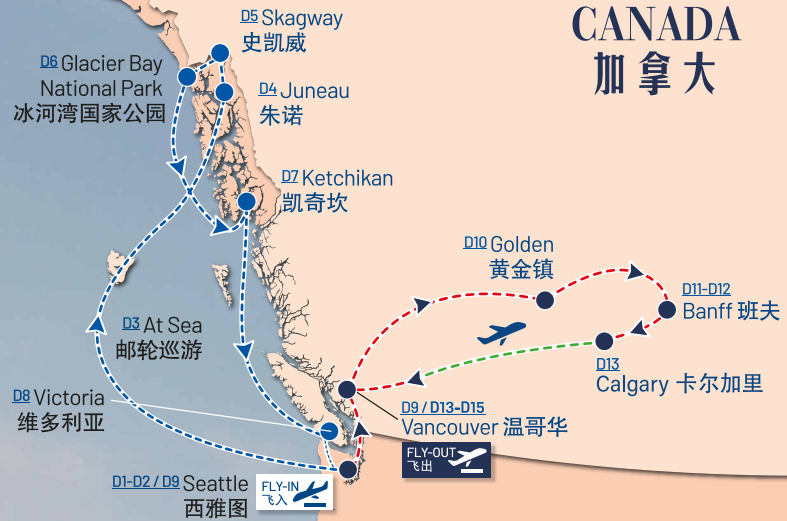 CANADA
加拿大
D5 Skagway
史凯威
D6 Glacier Bay
National Park
冰河湾国家公园
D4 Juneau
朱诺
D7 Ketchikan
凯奇坎
D10 Golden
黄金镇
D11-D12
Banff 班夫
D3 At Sea
邮轮巡游
D13
Calgary 卡尔加里
D8 Victoria
维多利亚
D9 / D13-D15
Vancouver 温哥华
FLY-OUT
飞出
D1-D2 / D9 Seattle
西雅图
FLY-IN
飞入